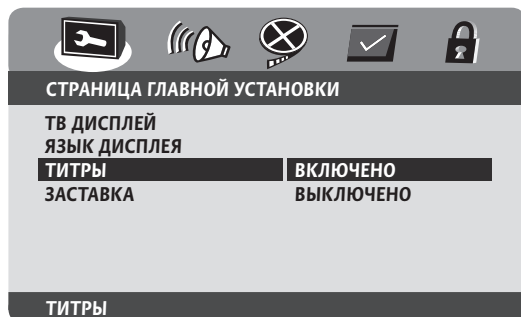 СТРАНИЦА ГЛАВНОЙ УСТАНОВКИ
ТВ ДИСПЛЕЙ
ЯЗЫК ДИСПЛЕЯ
ТИТРЫ ВКЛЮЧЕНО
ЗАСТАВКА ВЫКЛЮЧЕНО
ТИТРЫ